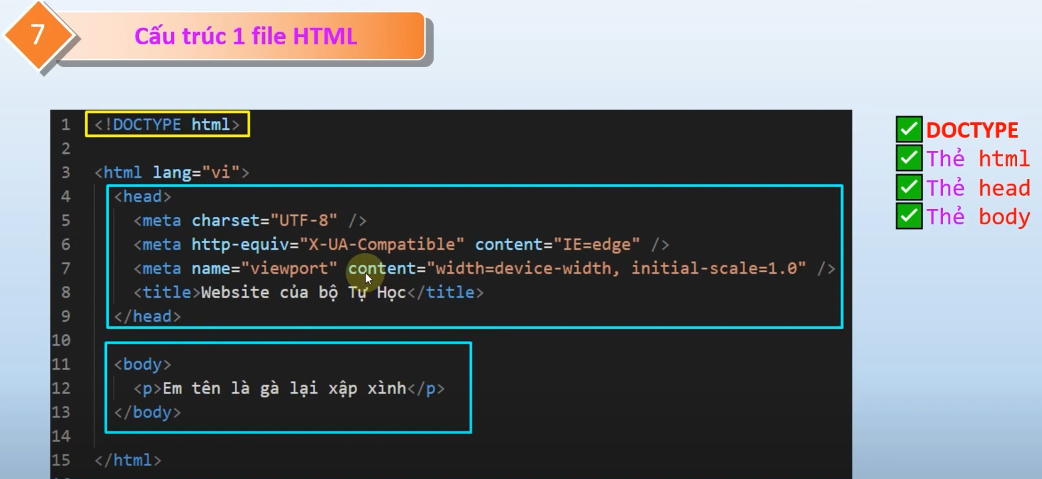 7
Cấu trúc 1 file HTML
1 <!DOCTYPE html>
2
3 <html lang="vi">
4 <head>
5 <meta charset="UTF-8" />
6 <meta http-equiv="X-UA-Compatible" content="IE=edge" />
7 <meta name="viewport" content="width=device-width, initial-scale=1.0" />
8 <title>Website của bộ Tự Học</title>
9 </head>
10
11 <body>
12 <p>Em tên là gà lại xập xình</p>
13 </body>
14
15 </html>
DOCTYPE
Thẻ html
Thẻ head
Thẻ body